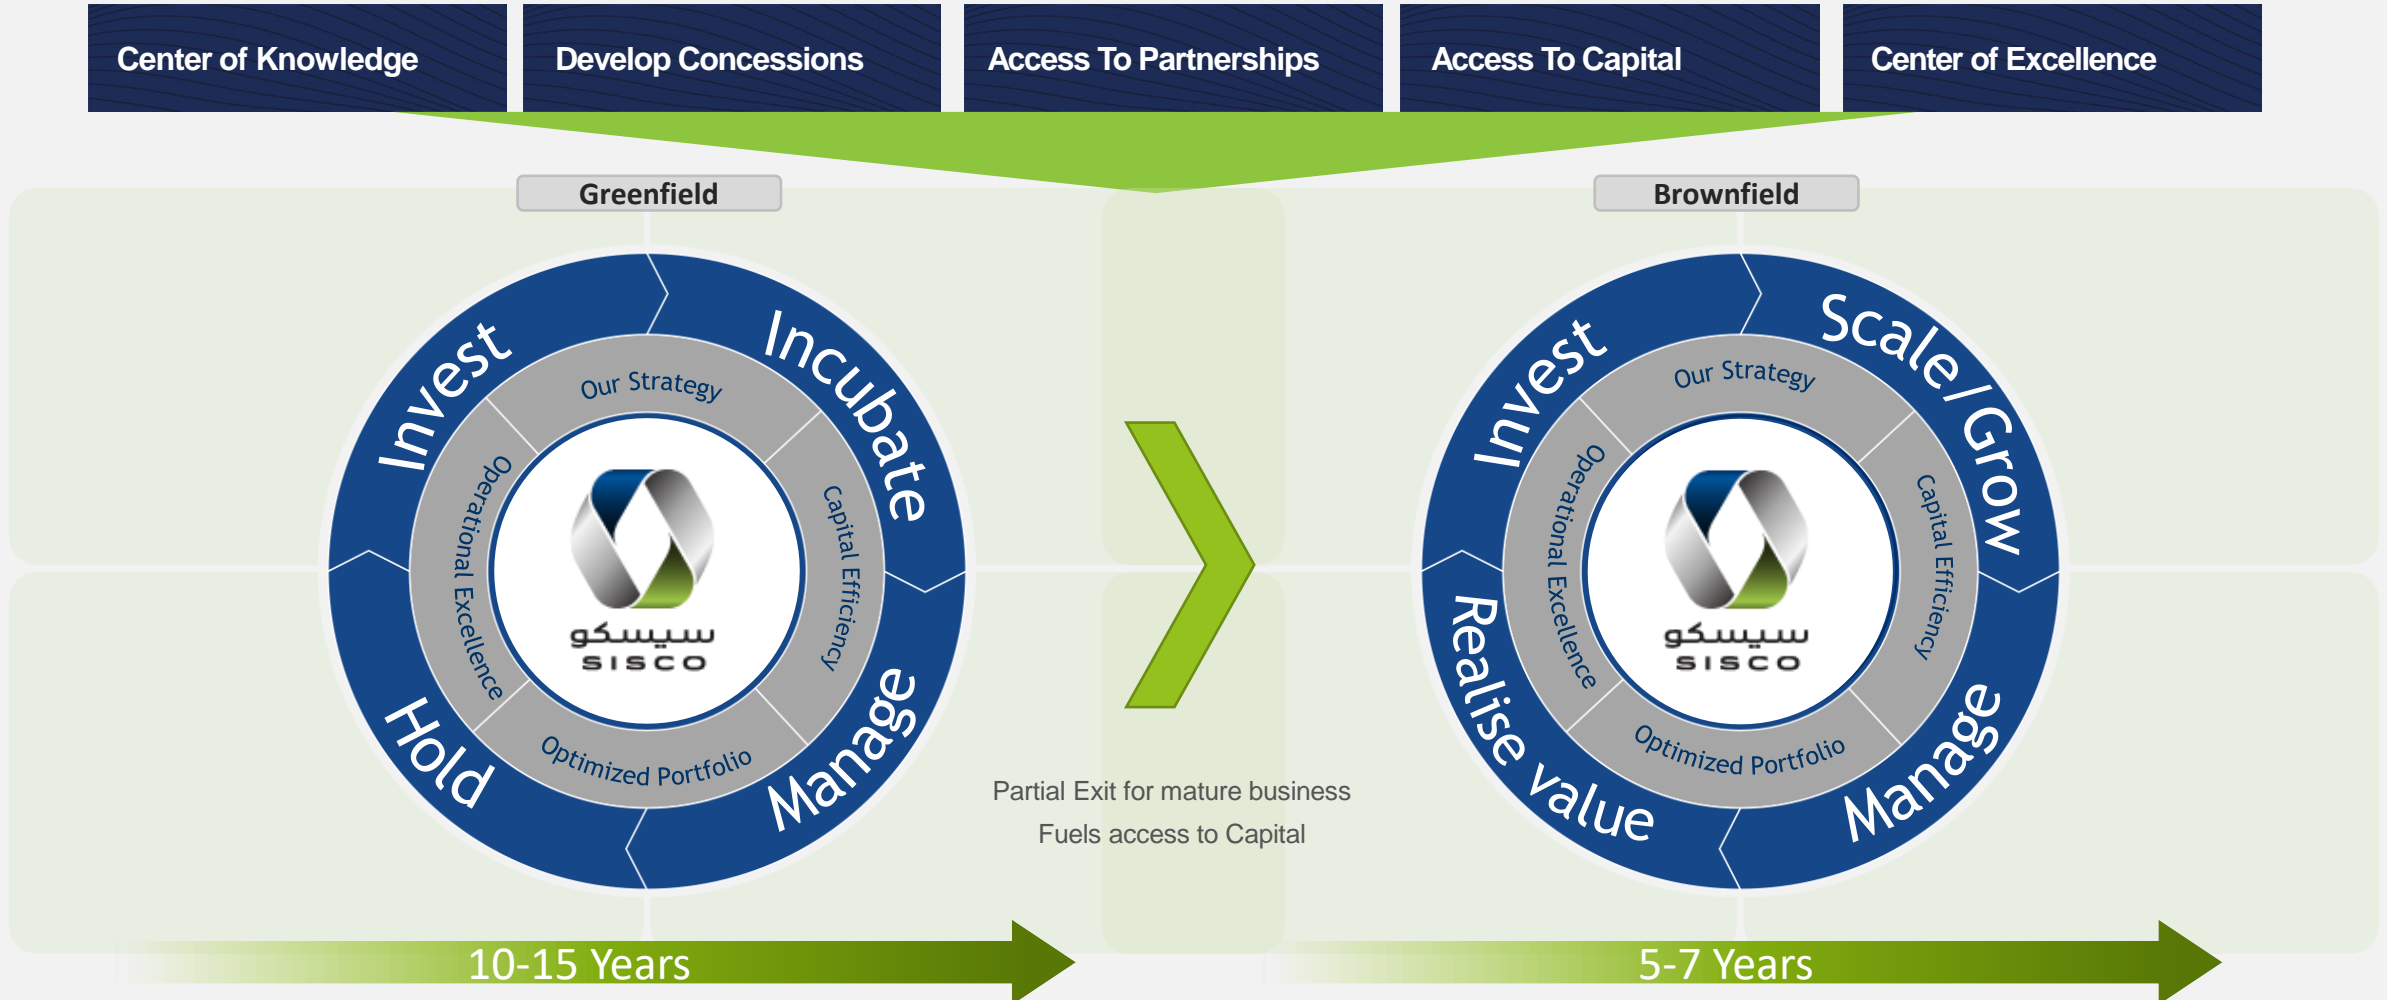 Center of Knowledge
Develop Concessions
Access To Partnerships
Access To Capital
Center of Excellence
Greenfield
Invest
Incubate
Manage
Hold
Our Strategy
Capital Efficiency
Optimized Portfolio
Operational Excellence
سيسكو
SISCO
Partial Exit for mature business
Fuels access to Capital
Brownfield
Invest
Scale/Grow
Manage
Realise value
Our Strategy
Capital Efficiency
Optimized Portfolio
Operational Excellence
سيسكو
SISCO
10-15 Years
5-7 Years